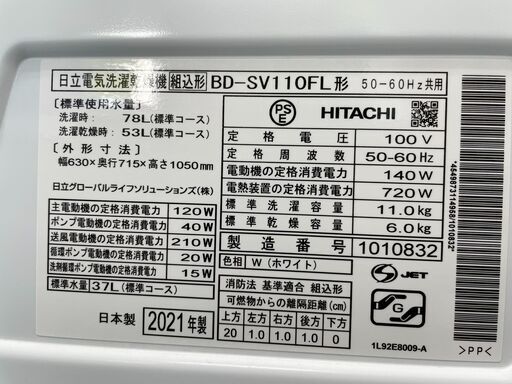 日立電気洗濯乾燥機 組込形 BD-SV110FL形 50-60Hz共用
[標準使用水量]
洗濯時: 78L(標準コース)
洗濯乾燥時: 53L(標準コース)
[外形寸法]
幅630×奥行715×高さ1050mm
日立グローバルライフソリューションズ(株)
主電動機の定格消費電力 120W
ポンプ電動機の定格消費電力 40W
送風電動機の定格消費電力 210W
循環ポンプ電動機の定格消費電力 20W
洗剤循環ポンプ電動機の定格消費電力 15W
標準水量 37L(標準コース)
日本製 2021年製
PS
E
HITACHI
定格電圧 100V
定格周波数 50-60Hz
電動機の定格消費電力 140W
電熱装置の定格消費電力 720W
標準洗濯容量 11.0kg
標準乾燥容量 6.0kg
製造番号 1010832
色相 W(ホワイト)
消防法 基準適合 組込形
可燃物からの離隔距離(cm)
上方 左方 右方 前方 後方 下方
20 1.0 1.0 1.0 1.0 0
S JET
G
1L92E8009-A
*4549873114958/1010832*
>PP<